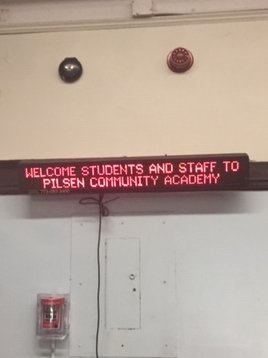 WELCOME STUDENTS AND STAFF TO
PILSEN COMMUNITY ACADEMY